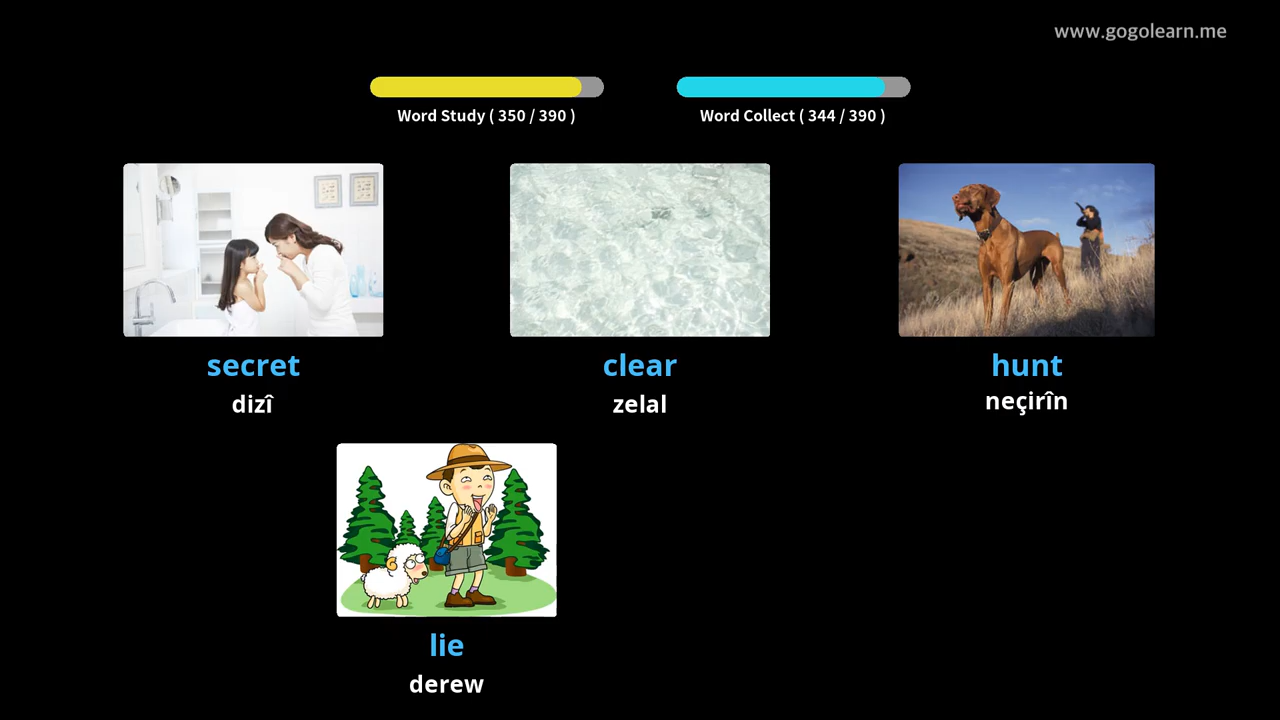 www.gogolearn.me
Word Study ( 350 / 390 )
Word Collect ( 344 / 390 )
secret
dizî
clear
zelal
hunt
neçirîn
lie
derew